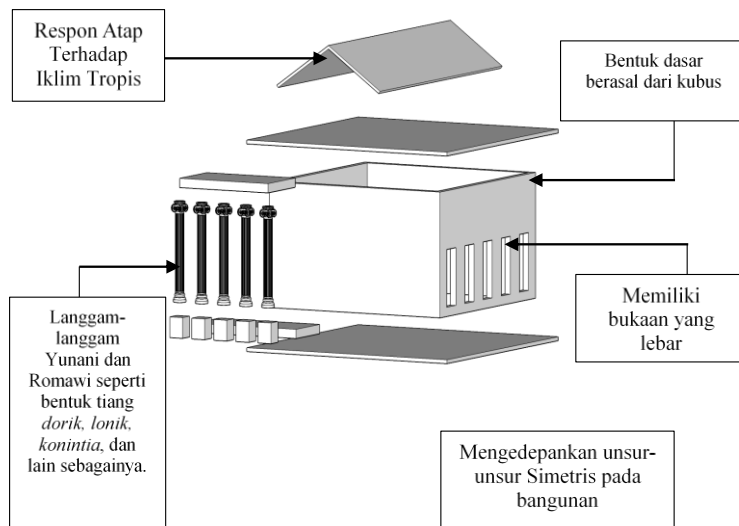 Respon Atap
Terhadap
Iklim Tropis
Bentuk dasar
berasal dari kubus
Memiliki
bukaan yang
lebar
Langgam-
langgam
Yunani dan
Romawi seperti
bentuk tiang
dorik, lonik,
konintia, dan
lain sebagainya.
Mengedepankan unsur-
unsur Simetris pada
bangunan